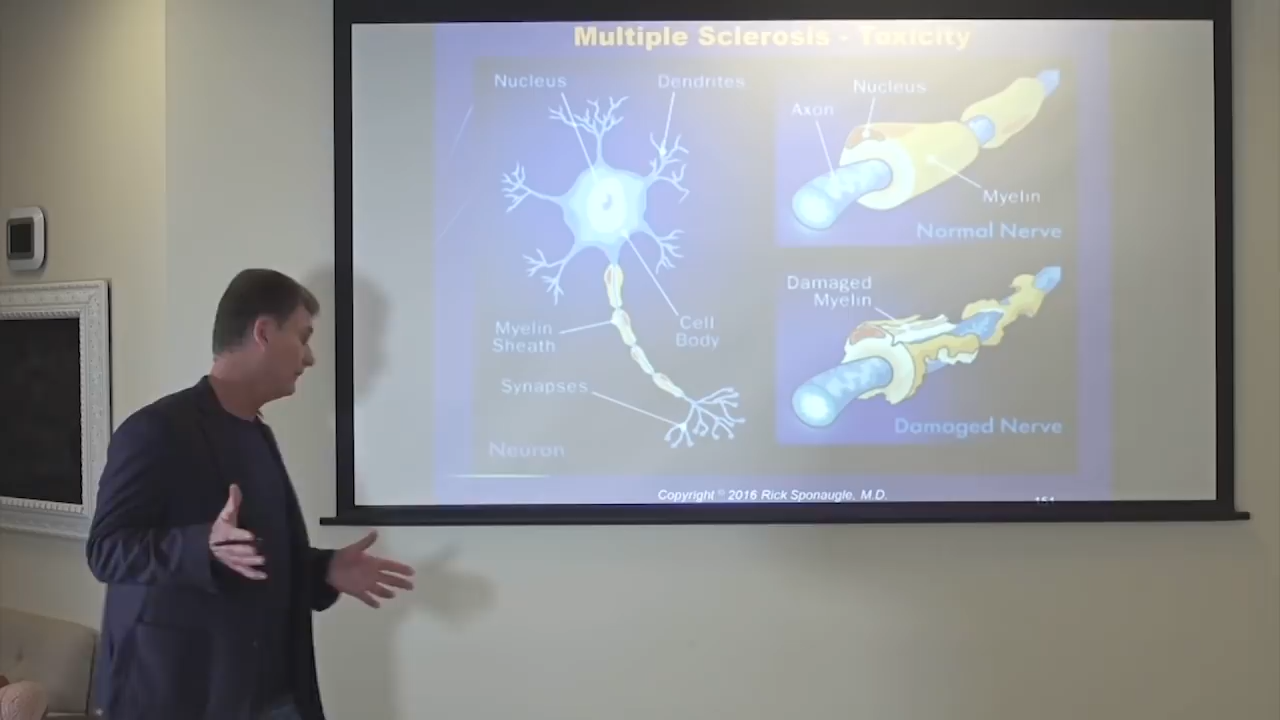 Multiple Sclerosis - Toxicity
Nucleus
Dendrites
Myelin
Sheath
Cell
Body
Synapses
Neuron
Nucleus
Axon
Myelin
Normal Nerve
Damaged
Myelin
Damaged Nerve
Copyright © 2016 Rick Sponaugle, M.D.
151